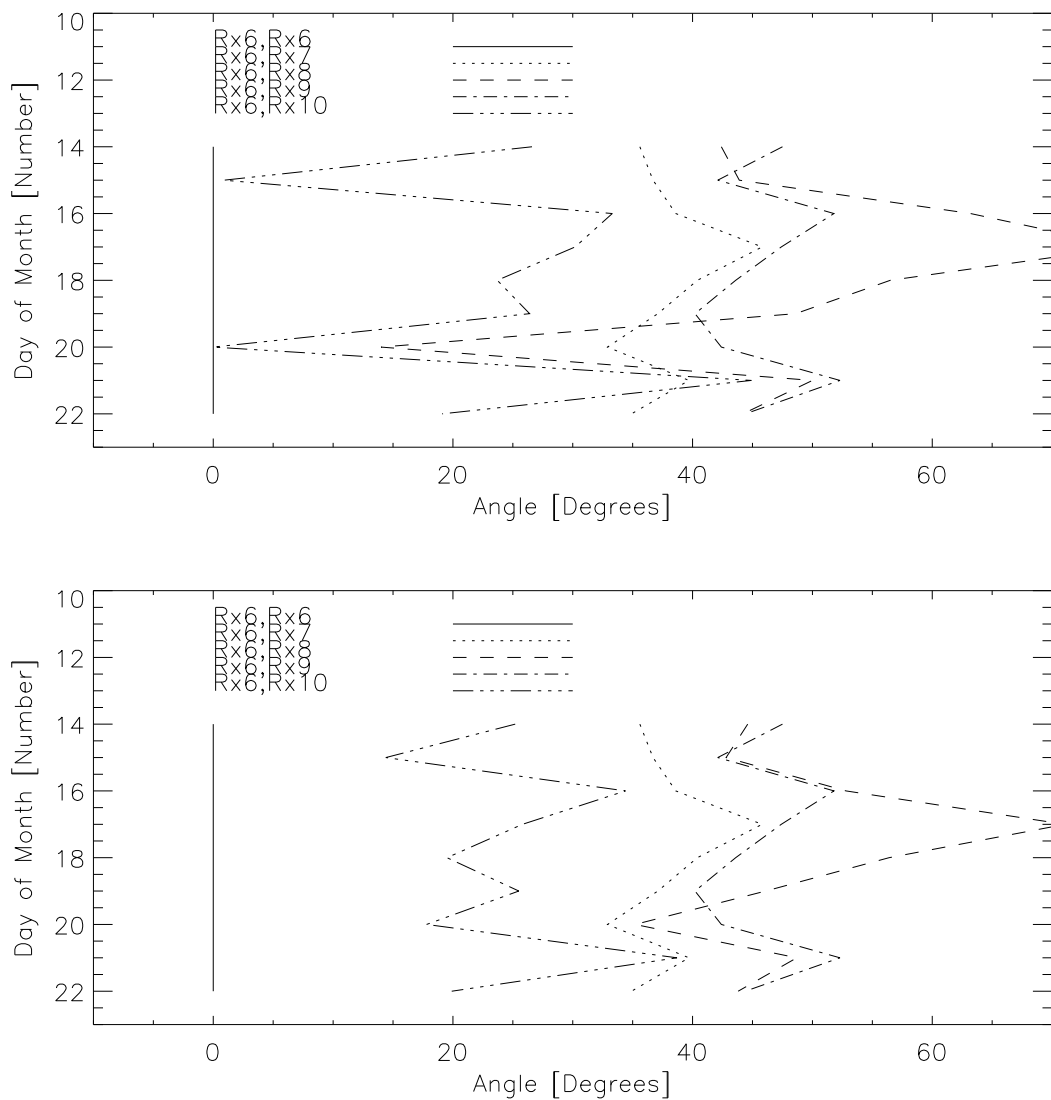 10
12
14
16
18
20
22
Day of Month [Number]
Rx6,Rx6
Rx6,Rx7
Rx6,Rx8
Rx6,Rx9
Rx6,Rx10
0 20 40 60
Angle [Degrees]
10
12
14
16
18
20
22
Day of Month [Number]
Rx6,Rx6
Rx6,Rx7
Rx6,Rx8
Rx6,Rx9
Rx6,Rx10
0 20 40 60
Angle [Degrees]